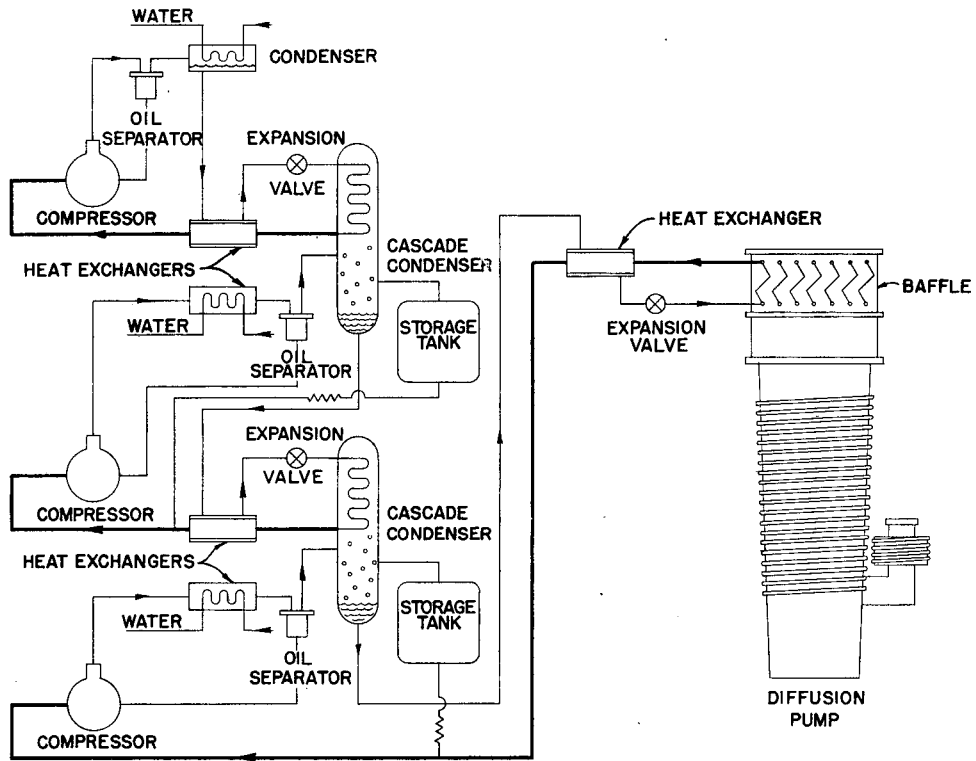 WATER
CONDENSER
OIL
SEPARATOR
COMPRESSOR
EXPANSION
VALVE
HEAT EXCHANGERS
CASCADE
CONDENSER
WATER
OIL
SEPARATOR
STORAGE
TANK
COMPRESSOR
EXPANSION
VALVE
HEAT EXCHANGERS
CASCADE
CONDENSER
WATER
OIL
SEPARATOR
STORAGE
TANK
COMPRESSOR
HEAT EXCHANGER
EXPANSION
VALVE
BAFFLE
DIFFUSION
PUMP